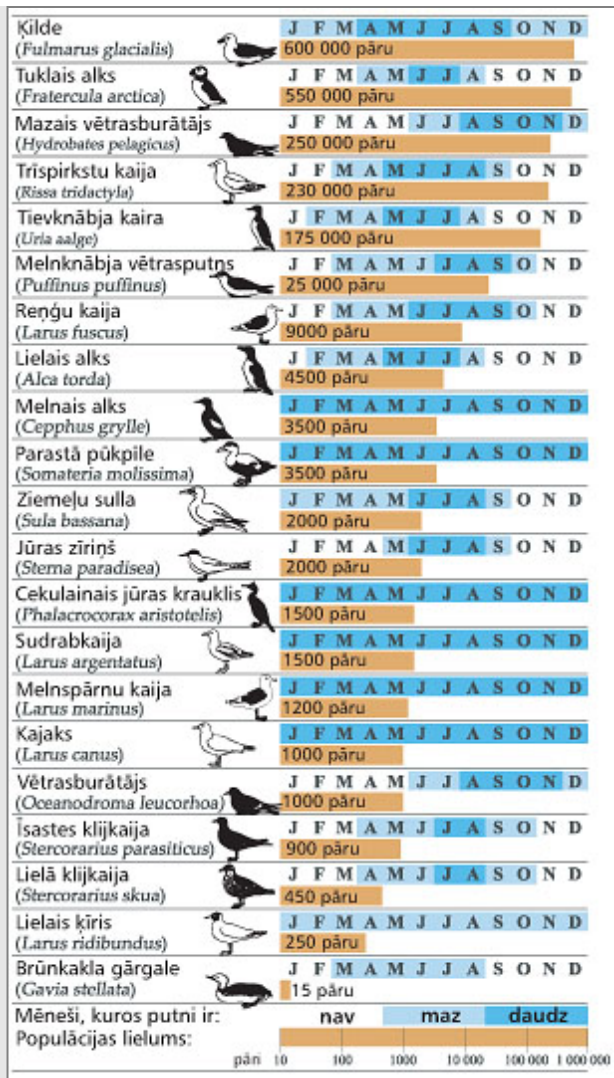 Ķilde
J F M A M J J A S O N D
(Fulmarus glacialis)
600 000 pāru
Tuklais alks
J F M A M J J A S O N D
(Fratercula arctica)
550 000 pāru
Mazais vētrasburātājs
J F M A M J J A S O N D
(Hydrobates pelagicus)
250 000 pāru
Trīspirkstu kaija
J F M A M J J A S O N D
(Rissa tridactyla)
230 000 pāru
Tievknābja kaira
J F M A M J J A S O N D
(Uria aalge)
175 000 pāru
Melnknābja vētrasputns
J F M A M J J A S O N D
(Puffinus puffinus)
25 000 pāru
Reņģu kaija
J F M A M J J A S O N D
(Larus fuscus)
9000 pāru
Lielais alks
J F M A M J J A S O N D
(Alca torda)
4500 pāru
Melnais alks
J F M A M J J A S O N D
(Cepphus grylle)
3500 pāru
Parastā pūkpīle
J F M A M J J A S O N D
(Somateria molissima)
3500 pāru
Ziemeļu sulla
J F M A M J J A S O N D
(Sula bassana)
2000 pāru
Jūras zīriņš
J F M A M J J A S O N D
(Sterna paradisea)
2000 pāru
Cekulainais jūras krauklis
J F M A M J J A S O N D
(Phalacrocorax aristotelis)
1500 pāru
Sudrabkaija
J F M A M J J A S O N D
(Larus argentatus)
1500 pāru
Melnspārnu kaija
J F M A M J J A S O N D
(Larus marinus)
1200 pāru
Kajaks
J F M A M J J A S O N D
(Larus canus)
1000 pāru
Vētrasburātājs
J F M A M J J A S O N D
(Oceanodroma leucorhoa)
1000 pāru
Īsastes klijkaija
J F M A M J J A S O N D
(Stercorarius parasiticus)
900 pāru
Lielā klijkaija
J F M A M J J A S O N D
(Stercorarius skua)
450 pāru
Lielais ķīris
J F M A M J J A S O N D
(Larus ridibundus)
250 pāru
Brūnkakla gārgale
J F M A M J J A S O N D
(Gavia stellata)
15 pāru
Mēneši, kuros putni ir: nav maz daudz
Populācijas lielums:
pāri 10 100 1000 10 000 100 000 1 000 000